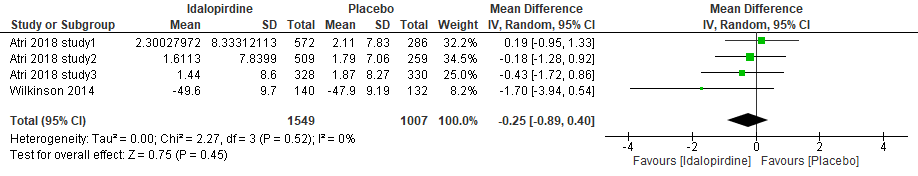 Idalopirdine Placebo Mean Difference Mean Difference
Study or Subgroup Mean SD Total Mean SD Total Weight IV, Random, 95% CI IV, Random, 95% CI
Atri 2018 study1 2.30027972 8.33312113 572 2.11 7.83 286 32.2% 0.19 (-0.95, 1.33)
Atri 2018 study2 1.6113 7.8399 509 1.79 7.06 259 34.6% -0.18 (-1.28, 0.92)
Atri 2018 study3 1.44 8.6 328 1.87 8.27 330 25.0% -0.43 (-1.72, 0.86)
Wilkinson 2014 -49.6 9.7 140 -47.9 9.19 132 8.2% -1.70 (-3.94, 0.54)
Total (95% CI) 1549 1007 100.0% -0.25 (-0.89, 0.40)
Heterogeneity: Tau² = 0.00; Chi² = 2.27, df = 3 (P = 0.52); I² = 0%
Test for overall effect: Z = 0.75 (P = 0.45)
-4 -2 0 2 4
Favours [Idalopirdine] Favours [Placebo]